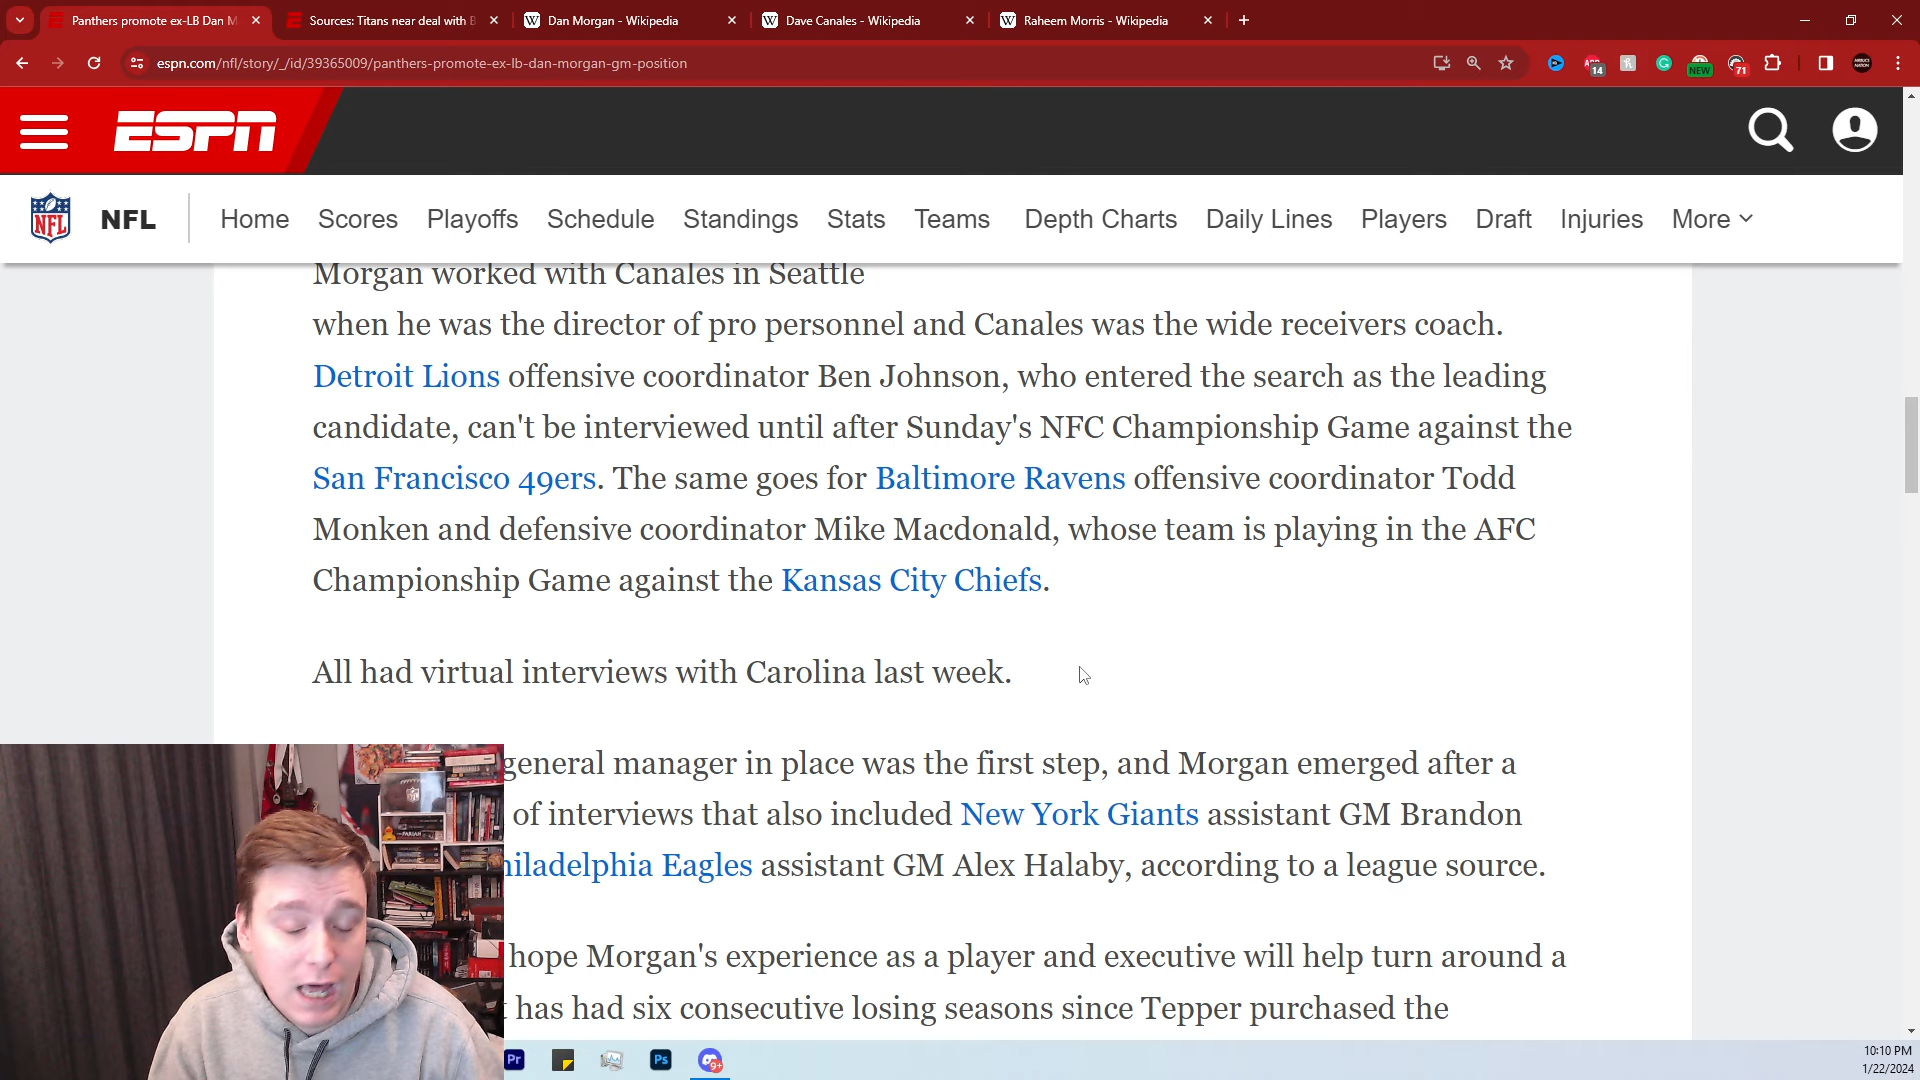 Panthers promote ex-LB Dan M
Sources: Titans near deal with B
Dan Morgan - Wikipedia
Dave Canales - Wikipedia
Raheem Morris - Wikipedia
espn.com/nfl/story/_/id/39365009/panthers-promote-ex-lb-dan-morgan-gm-position
14
NEW
71
ESPN
NFL
NFL
Home
Scores
Playoffs
Schedule
Standings
Stats
Teams
Depth Charts
Daily Lines
Players
Draft
Injuries
More
Morgan worked with Canales in Seattle
when he was the director of pro personnel and Canales was the wide receivers coach.
Detroit Lions offensive coordinator Ben Johnson, who entered the search as the leading
candidate, can't be interviewed until after Sunday's NFC Championship Game against the
San Francisco 49ers. The same goes for Baltimore Ravens offensive coordinator Todd
Monken and defensive coordinator Mike Macdonald, whose team is playing in the AFC
Championship Game against the Kansas City Chiefs.
All had virtual interviews with Carolina last week.
general manager in place was the first step, and Morgan emerged after a
of interviews that also included New York Giants assistant GM Brandon
hiladelphia Eagles assistant GM Alex Halaby, according to a league source.
hope Morgan's experience as a player and executive will help turn around a
t has had six consecutive losing seasons since Tepper purchased the
Pr
Ps
9+
10:10 PM
1/22/2024